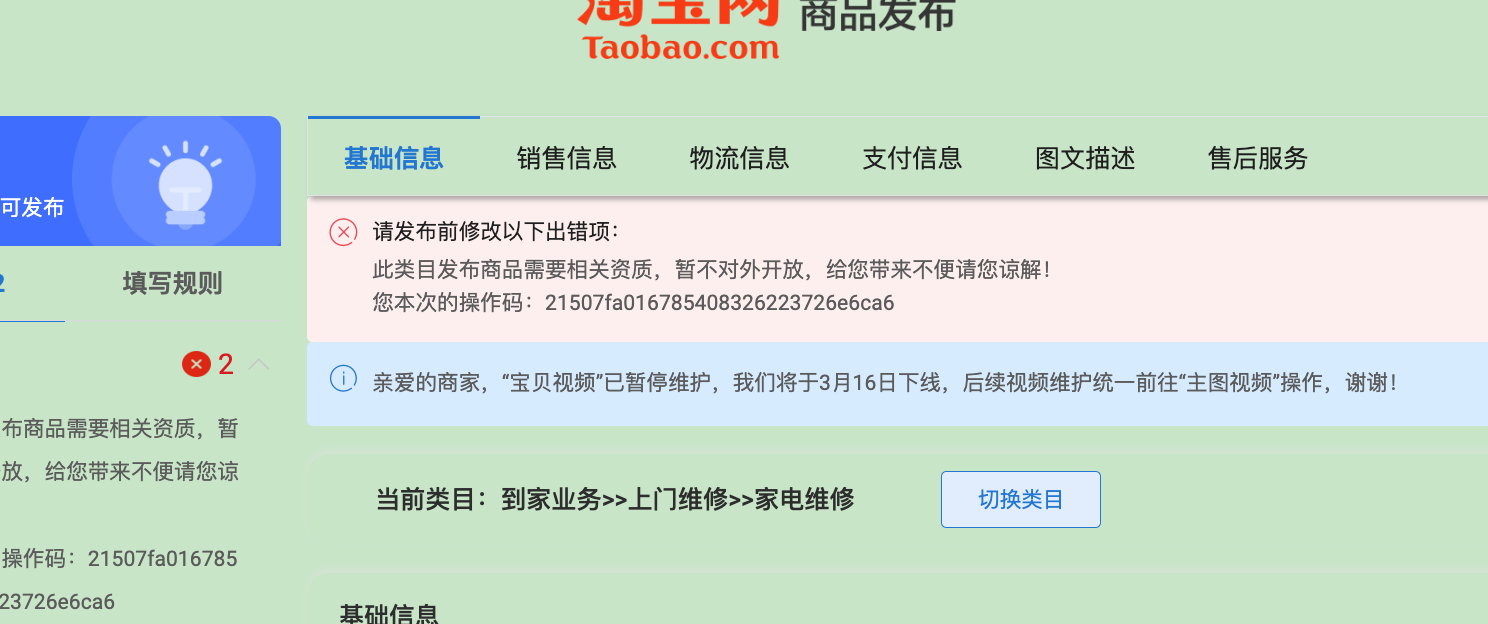 淘宝网 商品发布
Taobao.com
可发布
基础信息 销售信息 物流信息 支付信息 图文描述 售后服务
请发布前修改以下出错项：
此类目发布商品需要相关资质，暂不对外开放，给您带来不便请您谅解！
您本次的操作码：21507fa016785408326223726e6ca6
亲爱的商家，“宝贝视频”已暂停维护，我们将于3月16日下线，后续视频维护统一前往“主图视频”操作，谢谢！
2 填写规则
2
布商品需要相关资质，暂
放，给您带来不便请您谅
操作码：21507fa016785
23726e6ca6
当前类目：到家业务>>上门维修>>家电维修 切换类目
基础信息